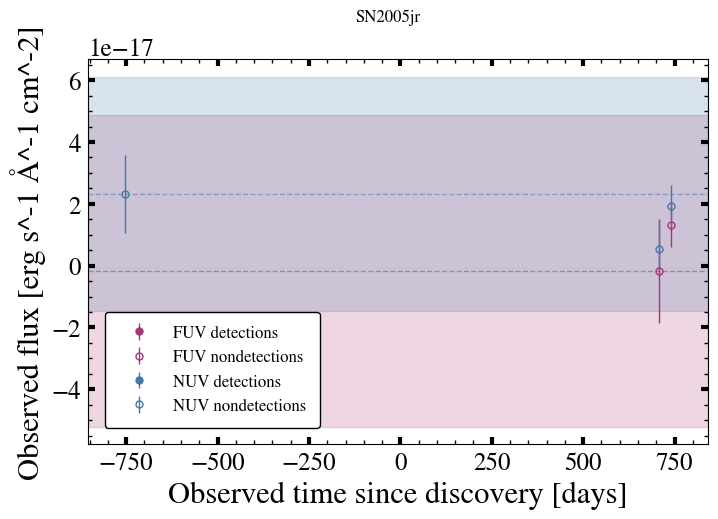 SN2005jr
1e−17
Observed flux [erg s^-1 Å^-1 cm^-2]
6
4
2
0
−2
−4
FUV detections
FUV nondetections
NUV detections
NUV nondetections
−750 −500 −250 0 250 500 750
Observed time since discovery [days]